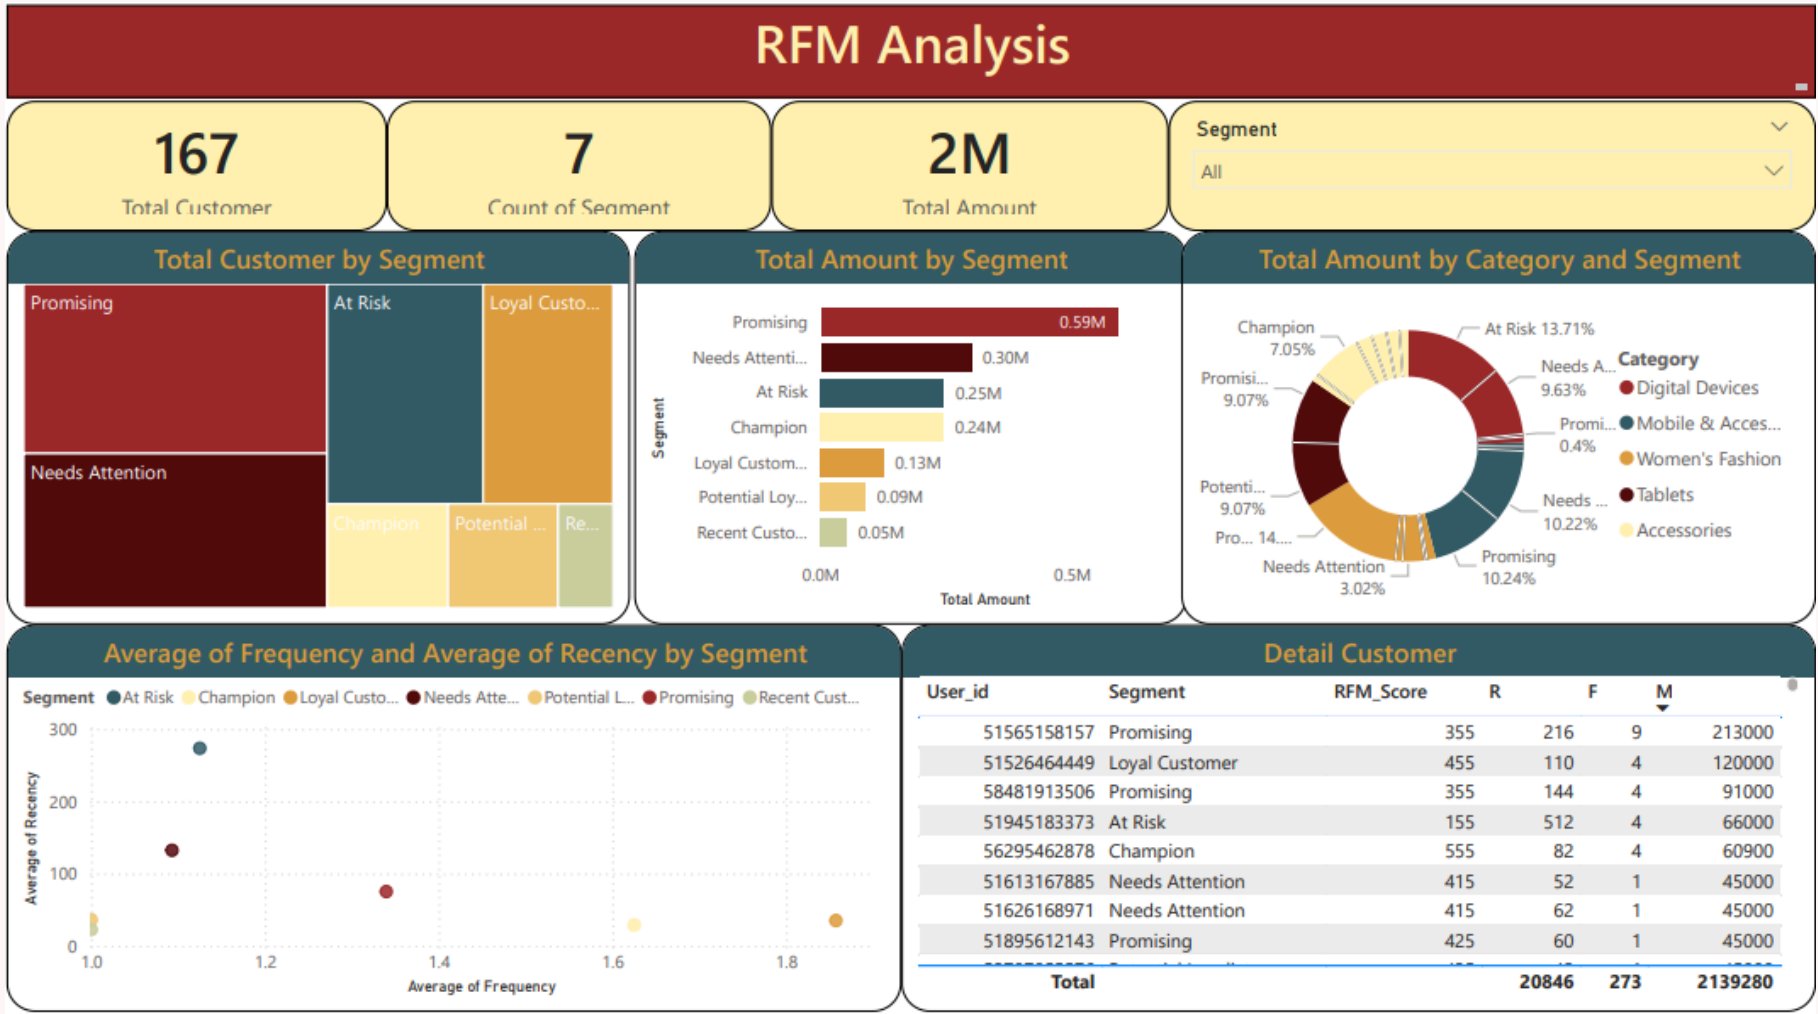 RFM Analysis
167
Total Customer
7
Count of Segment
2M
Total Amount
Segment
All
Total Customer by Segment
Promising
At Risk
Loyal Custo...
Needs Attention
Champion
Potential ...
Re...
Total Amount by Segment
Segment
Promising 0.59M
Needs Attenti... 0.30M
At Risk 0.25M
Champion 0.24M
Loyal Custom... 0.13M
Potential Loy... 0.09M
Recent Custo... 0.05M
0.0M 0.5M
Total Amount
Total Amount by Category and Segment
At Risk 13.71%
Needs A...
9.63%
Promi...
0.4%
Needs ...
10.22%
Promising
10.24%
Needs Attention
3.02%
Pro... 14....
Potenti...
9.07%
Promisi...
9.07%
Champion
7.05%
Category
Digital Devices
Mobile & Acces...
Women's Fashion
Tablets
Accessories
Average of Frequency and Average of Recency by Segment
Segment At Risk Champion Loyal Custo... Needs Atte... Potential L... Promising Recent Cust...
Average of Recency
300
200
100
0
1.0 1.2 1.4 1.6 1.8
Average of Frequency
Detail Customer
User_id Segment RFM_Score R F M
51565158157 Promising 355 216 9 213000
51526464449 Loyal Customer 455 110 4 120000
58481913506 Promising 355 144 4 91000
51945183373 At Risk 155 512 4 66000
56295462878 Champion 555 82 4 60900
51613167885 Needs Attention 415 52 1 45000
51626168971 Needs Attention 415 62 1 45000
51895612143 Promising 425 60 1 45000
Total 20846 273 2139280